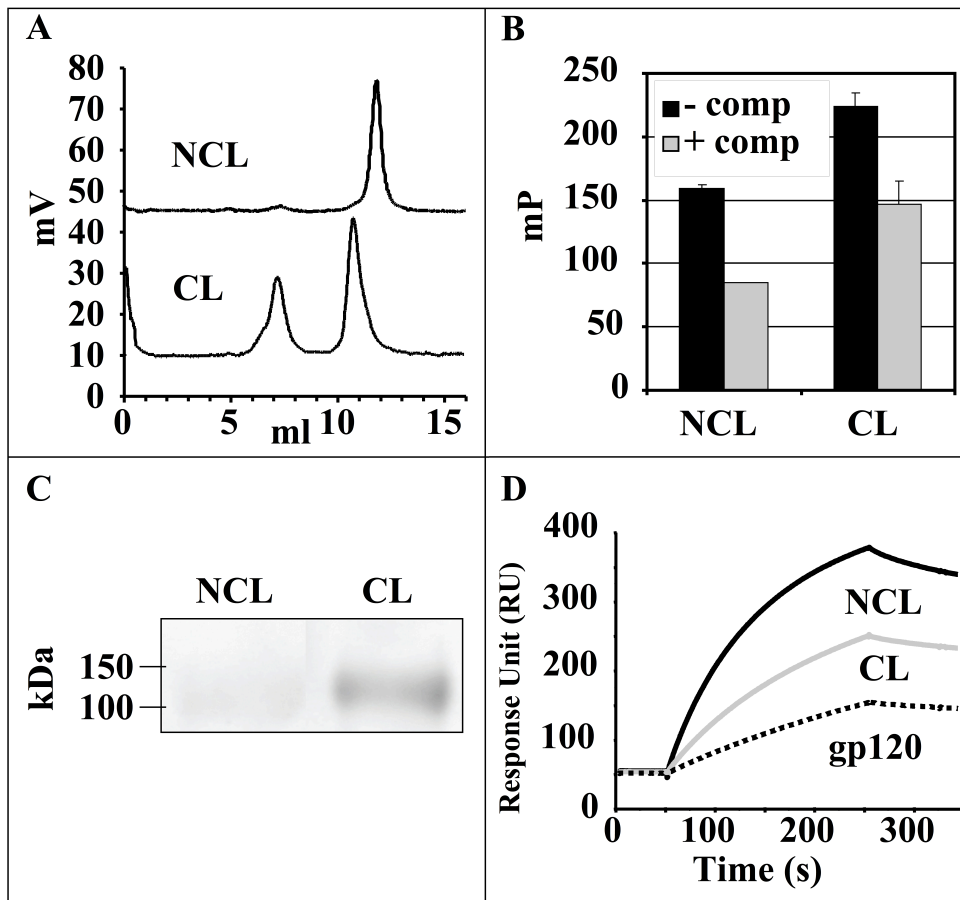 A
80
70
60
50
40
30
20
10
0
mV
NCL
CL
0 5 10 15
ml
B
250
200
150
100
50
0
mP
- comp
+ comp
NCL CL
C
NCL CL
kDa
150
100
D
400
300
200
100
0
Response Unit (RU)
NCL
CL
gp120
0 100 200 300
Time (s)